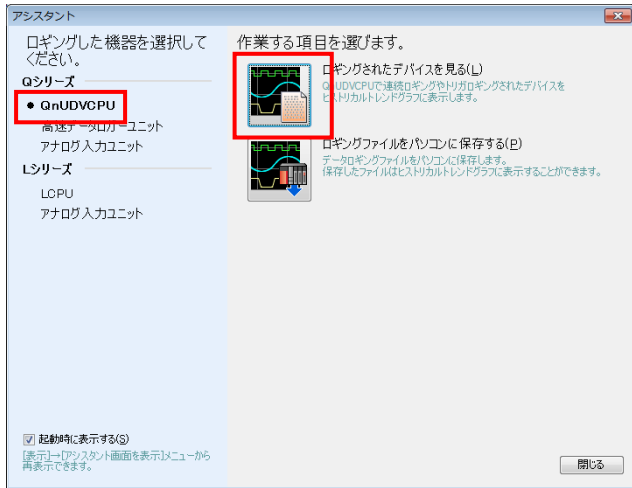 アシスタント
ロギングした機器を選択して
ください。
Qシリーズ
● QnUDVCPU
高速データロガーユニット
アナログ入力ユニット
Lシリーズ
LCPU
アナログ入力ユニット
作業する項目を選びます。
ロギングされたデバイスを見る(L)
QnUDVCPUで連続ロギングやトリガロギングされたデバイスを
ヒストリカルトレンドグラフに表示します。
ロギングファイルをパソコンに保存する(P)
データロギングファイルをパソコンに保存します。
保存したファイルはヒストリカルトレンドグラフに表示することができます。
起動時に表示する(S)
[表示]→[アシスタント画面を表示]メニューから
再表示できます。
閉じる